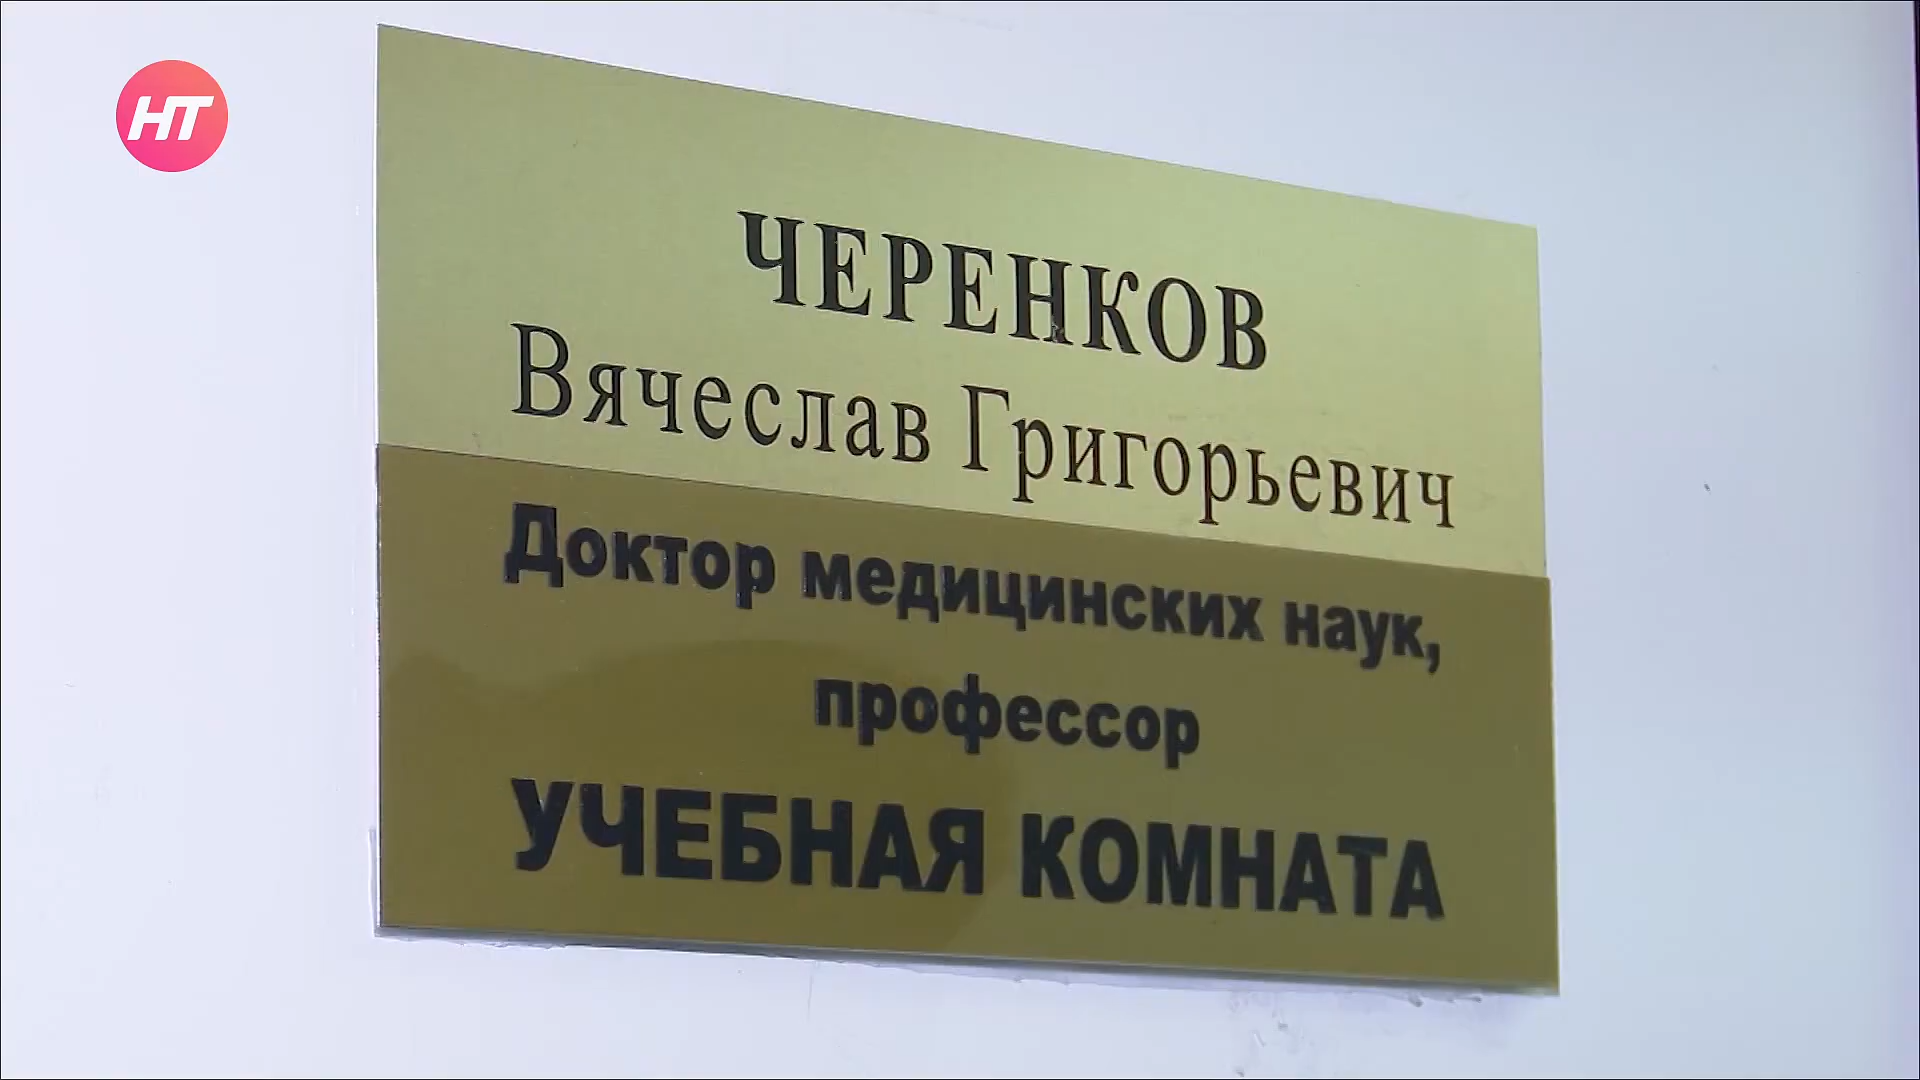 НТ
ЧЕРЕНКОВ
Вячеслав Григорьевич
Доктор медицинских наук,
профессор
УЧЕБНАЯ КОМНАТА